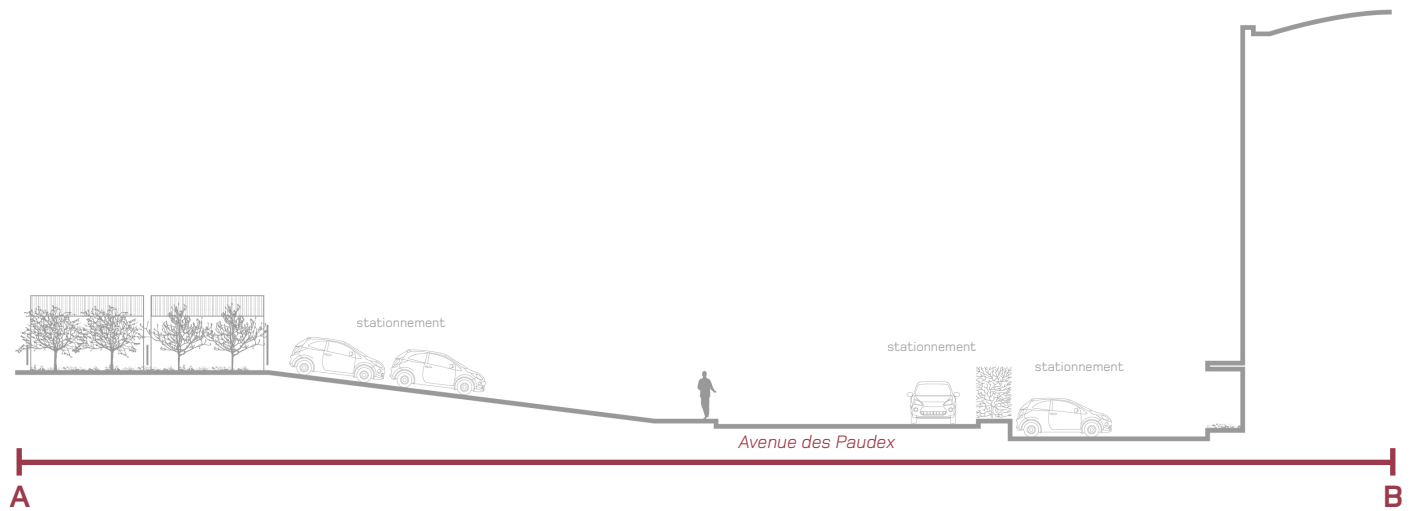 stationnement
stationnement
stationnement
Avenue des Paudex
A
B